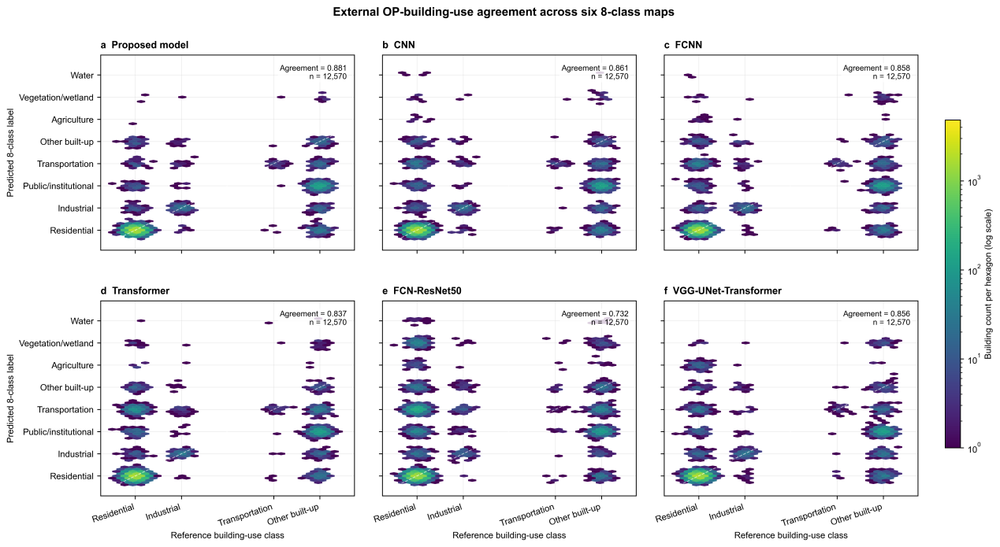 External OP-building-use agreement across six 8-class maps
a Proposed model
Agreement = 0.881
n = 12,570
Water
Vegetation/wetland
Agriculture
Other built-up
Transportation
Public/institutional
Industrial
Residential
Predicted 8-class label
b CNN
Agreement = 0.861
n = 12,570
c FCNN
Agreement = 0.858
n = 12,570
d Transformer
Agreement = 0.837
n = 12,570
Water
Vegetation/wetland
Agriculture
Other built-up
Transportation
Public/institutional
Industrial
Residential
Predicted 8-class label
Residential
Industrial
Transportation
Other built-up
Reference building-use class
e FCN-ResNet50
Agreement = 0.732
n = 12,570
Residential
Industrial
Transportation
Other built-up
Reference building-use class
f VGG-UNet-Transformer
Agreement = 0.856
n = 12,570
Residential
Industrial
Transportation
Other built-up
Reference building-use class
10³
10²
10¹
10⁰
Building count per hexagon (log scale)